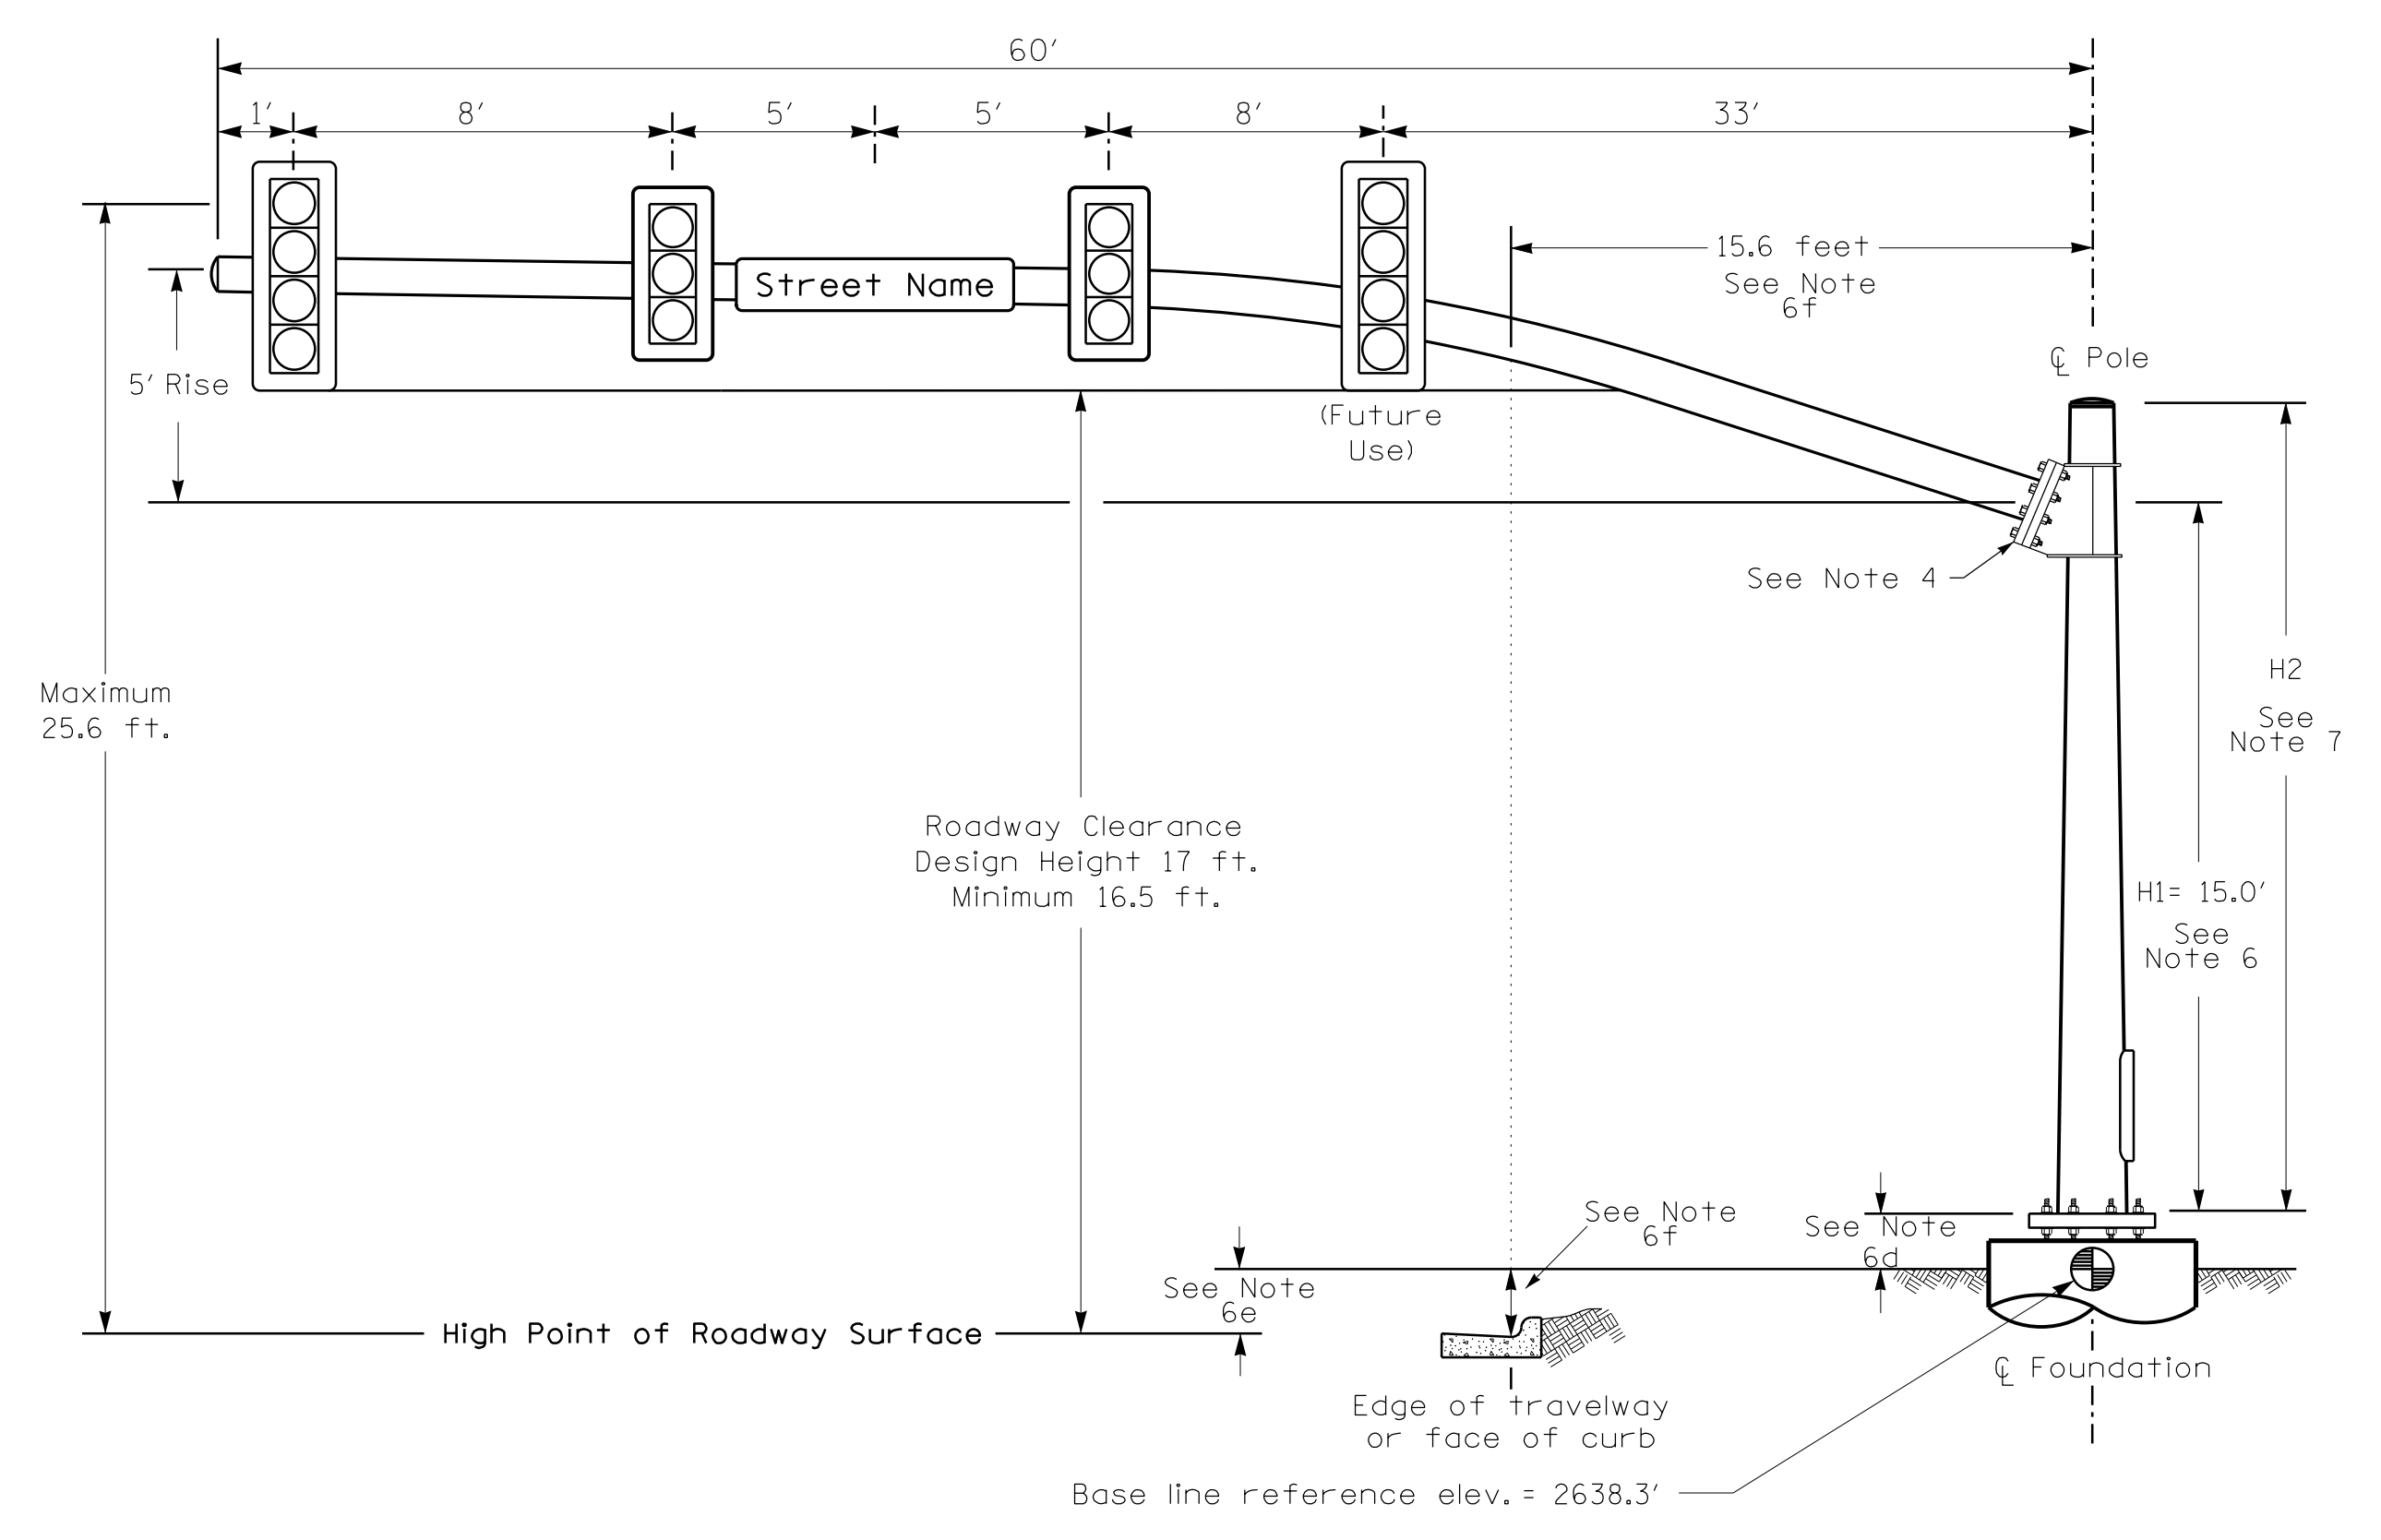 60'
1' 8' 5' 5' 8' 33'
15.6 feet
See Note
6f
Street Name
℄ Pole
5' Rise
(Future
Use)
See Note 4
Maximum
25.6 ft.
H2
See
Note 7
Roadway Clearance
Design Height 17 ft.
Minimum 16.5 ft.
H1= 15.0'
See
Note 6
See Note
6f
See Note
6d
See Note
6e
High Point of Roadway Surface
℄ Foundation
Edge of travelway
or face of curb
Base line reference elev. = 2638.3'